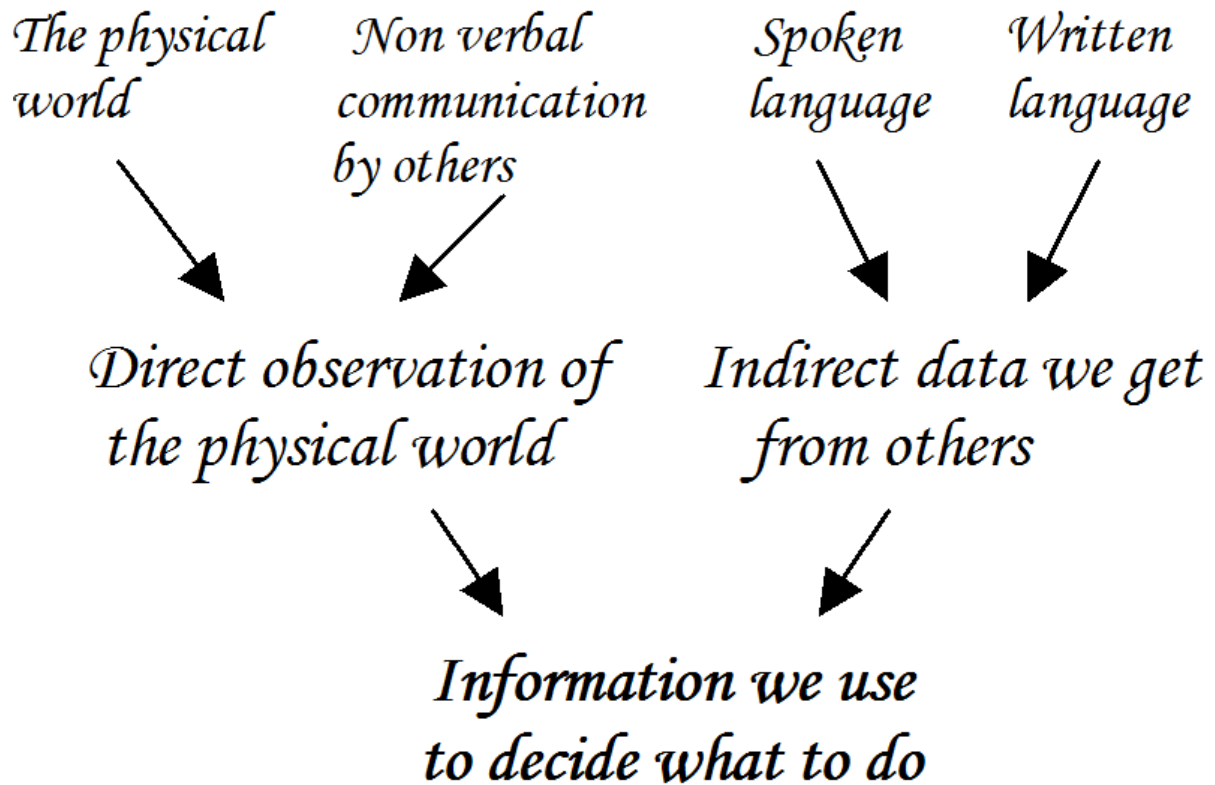 The physical
world
Non verbal
communication
by others
Spoken
language
Written
language
Direct observation of
the physical world
Indirect data we get
from others
Information we use
to decide what to do